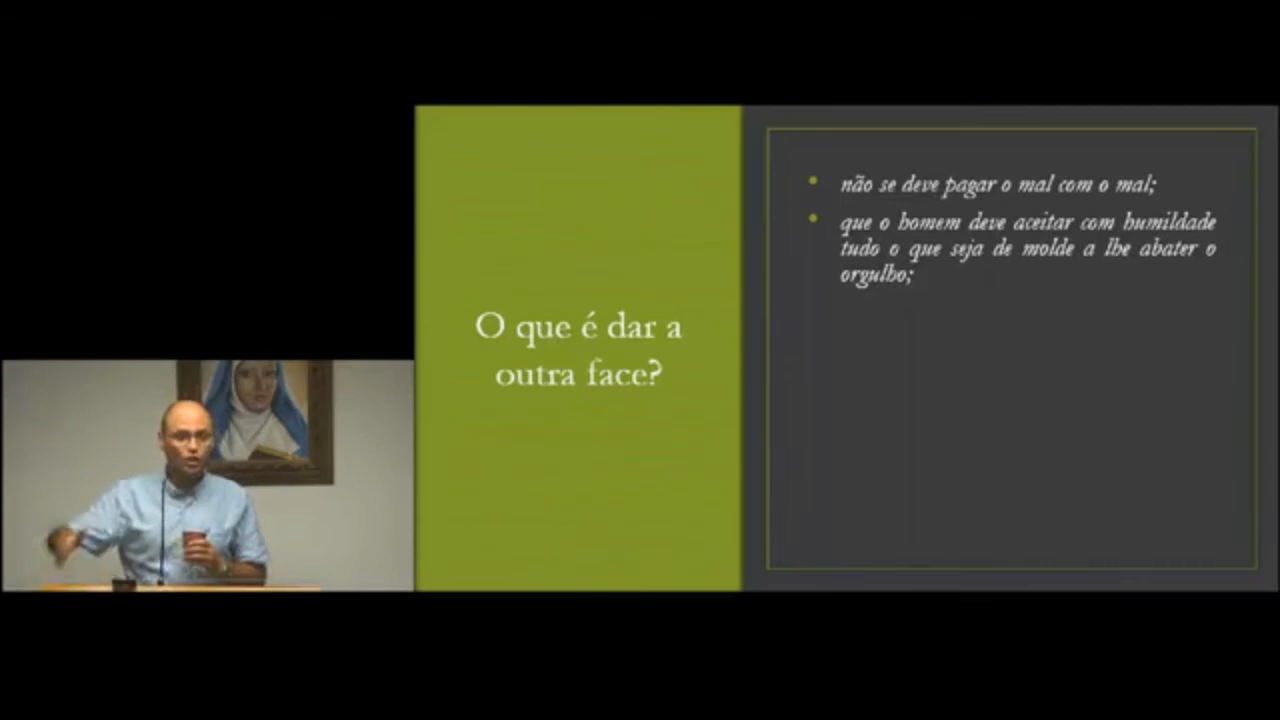 O que é dar a
outra face?
não se deve pagar o mal com o mal;
que o homem deve aceitar com humildade
tudo o que seja de molde a lhe abater o
orgulho;